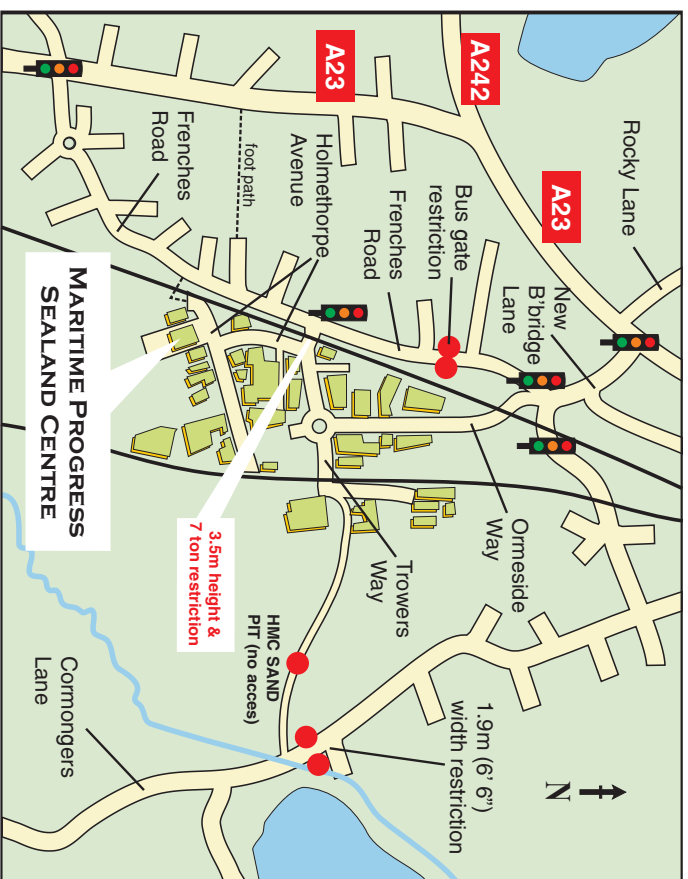 Rocky Lane
A242
A23
A23
New
B'bridge
Lane
Bus gate
restriction
Frenches
Road
Holmethorpe
Avenue
foot path
Frenches
Road
Ormeside
Way
Trowers
Way
1.9m (6' 6")
width restriction
N
3.5m height &
7 ton restriction
HMC SAND
PIT (no acces)
Cormongers
Lane
MARITIME PROGRESS
SEALAND CENTRE